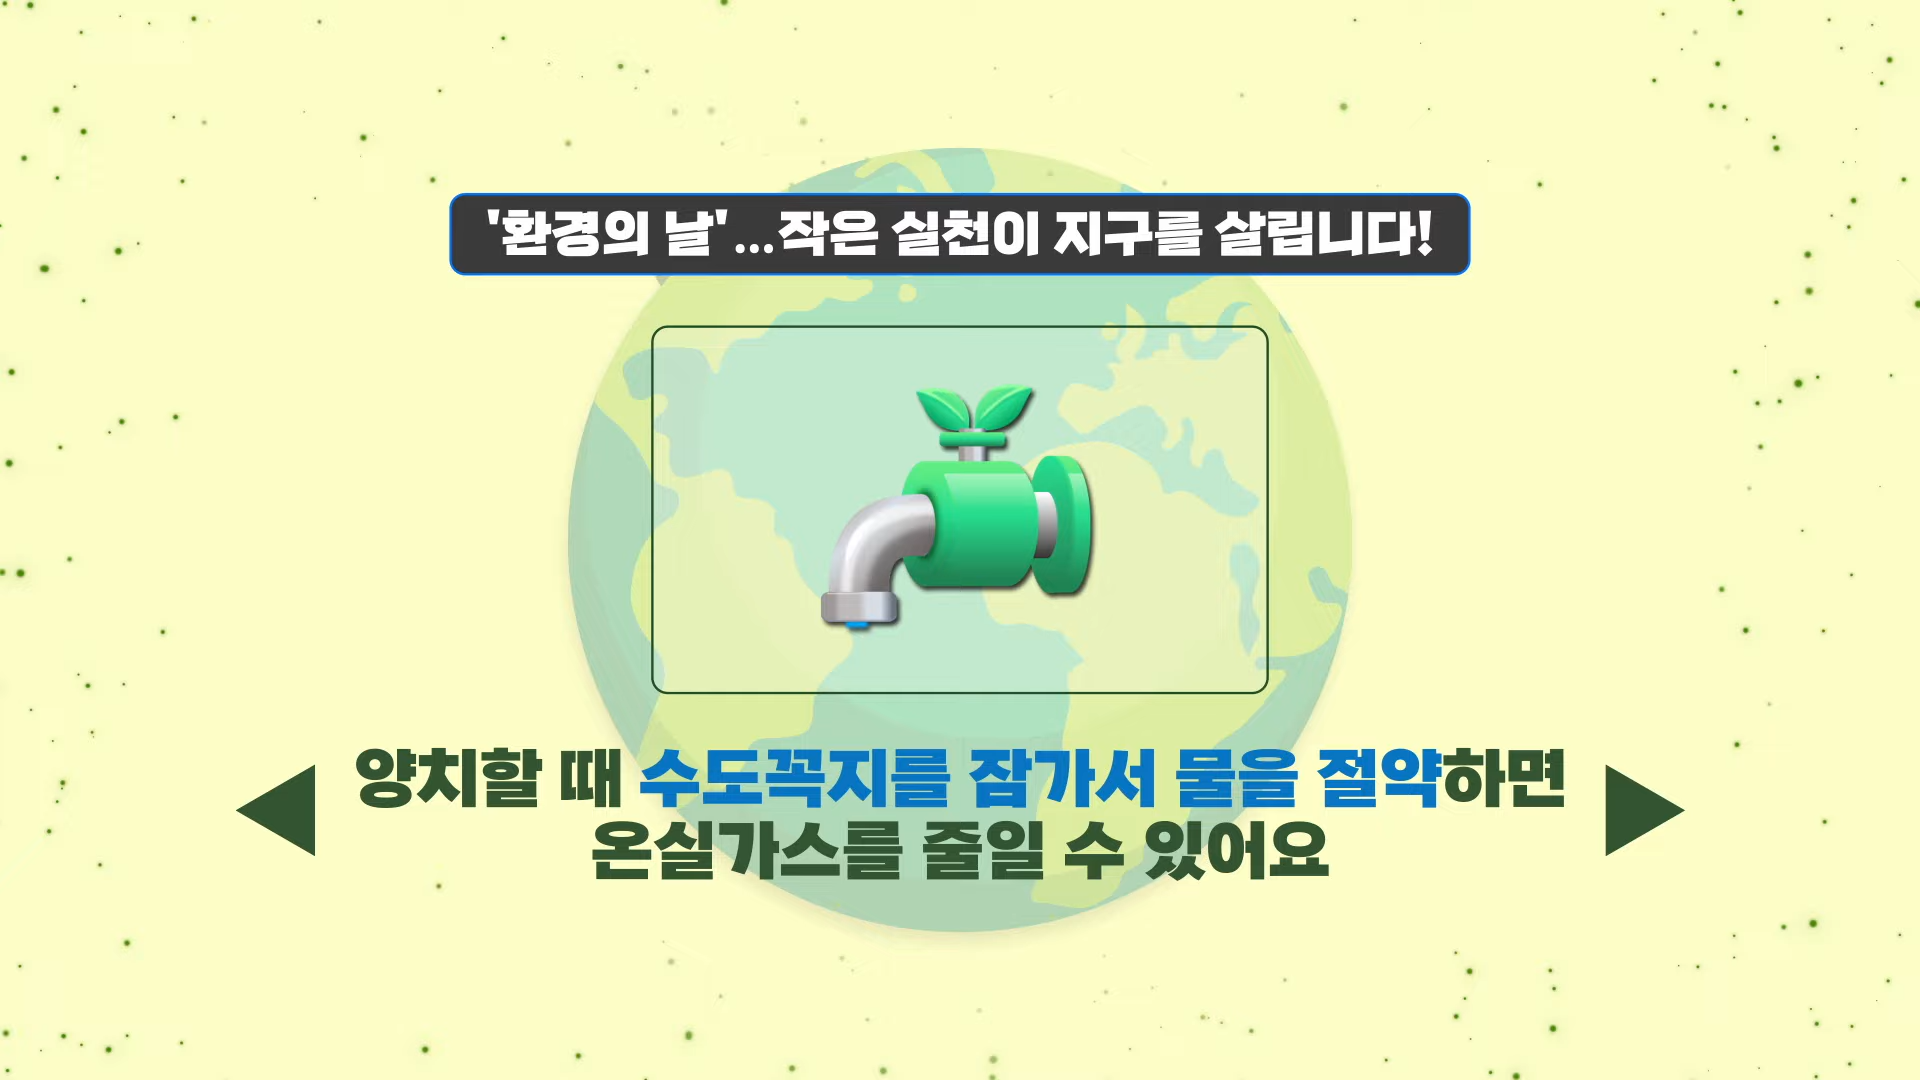 '환경의 날'...작은 실천이 지구를 살립니다!
양치할 때 수도꼭지를 잠가서 물을 절약하면
온실가스를 줄일 수 있어요